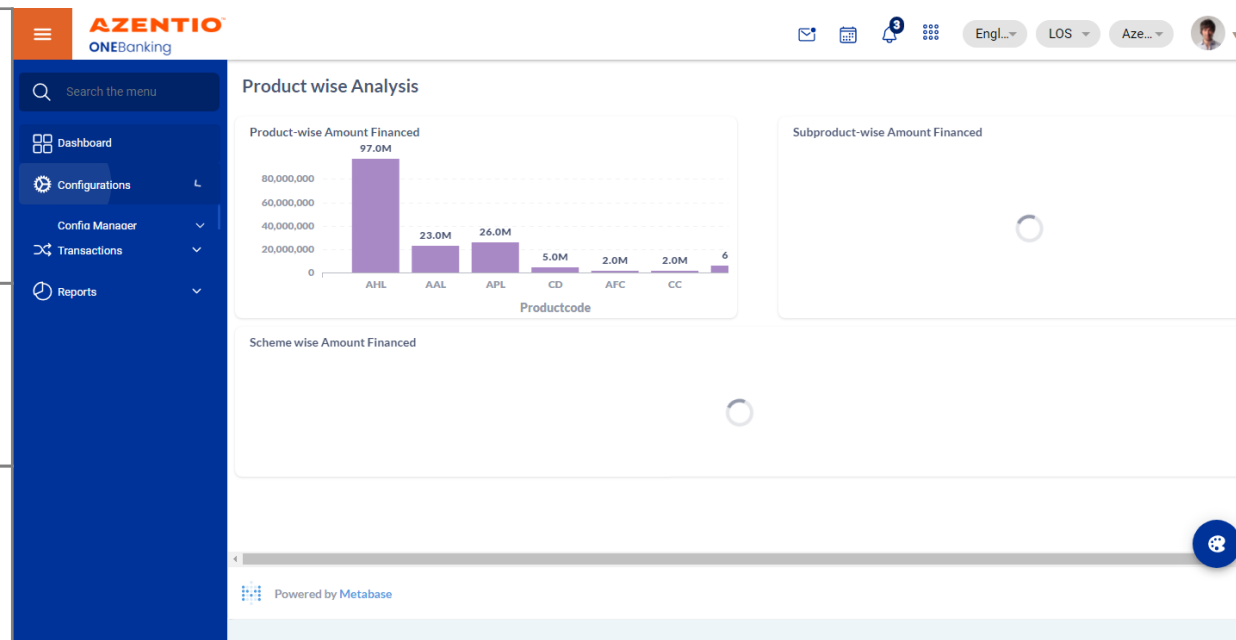 AZENTIO
ONEBanking
3
Engl...
LOS
Aze...
Search the menu
Dashboard
Configurations
Config Manager
Transactions
Reports
Product wise Analysis
Product-wise Amount Financed
97.0M
80,000,000
60,000,000
40,000,000
20,000,000
0
23.0M
26.0M
5.0M
2.0M
2.0M
6
AHL
AAL
APL
CD
AFC
CC
Productcode
Subproduct-wise Amount Financed
Scheme wise Amount Financed
Powered by Metabase